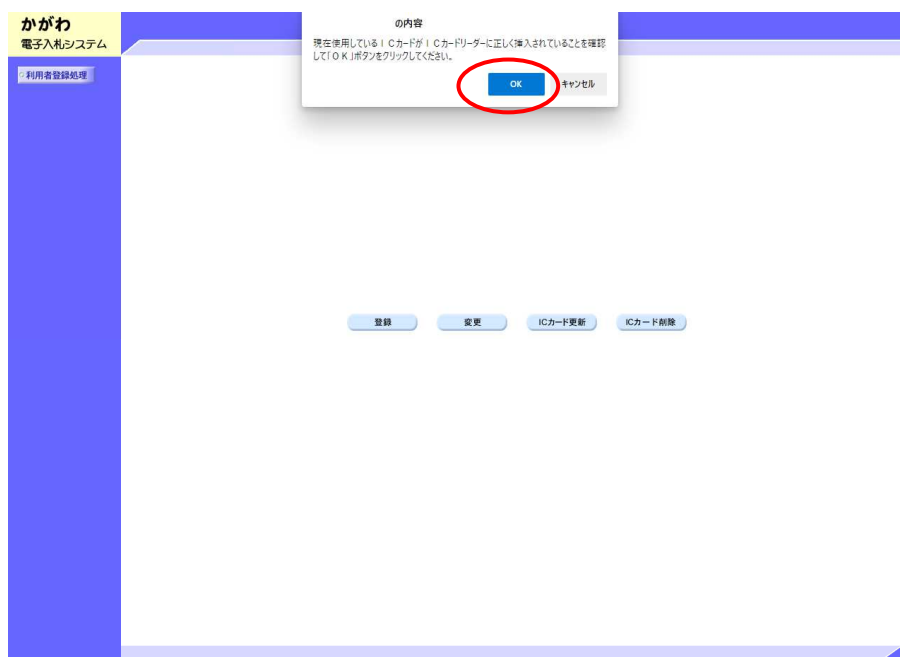 かがわ
電子入札システム
利用者登録処理
の内容
現在使用しているＩＣカードがＩＣカードリーダーに正しく挿入されていることを確認
して「ＯＫ」ボタンをクリックしてください。
OK キャンセル
登録 変更 ICカード更新 ICカード削除